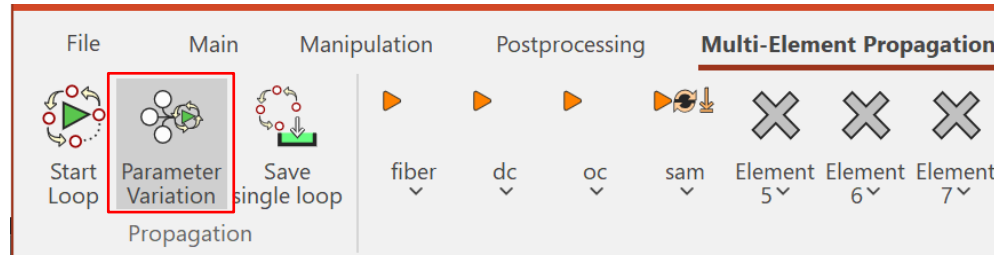 File Main Manipulation Postprocessing Multi-Element Propagation
Start Parameter Save fiber dc oc sam Element Element Element
Loop Variation single loop 5 6 7
Propagation